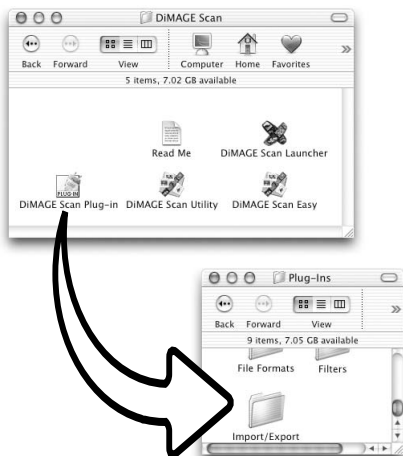 DiMAGE Scan
Back Forward View Computer Home Favorites
5 items, 7.02 GB available
Read Me DiMAGE Scan Launcher
PLUG-IN
DiMAGE Scan Plug-in DiMAGE Scan Utility DiMAGE Scan Easy
Plug-Ins
Back Forward View
9 items, 7.05 GB available
File Formats Filters
Import/Export